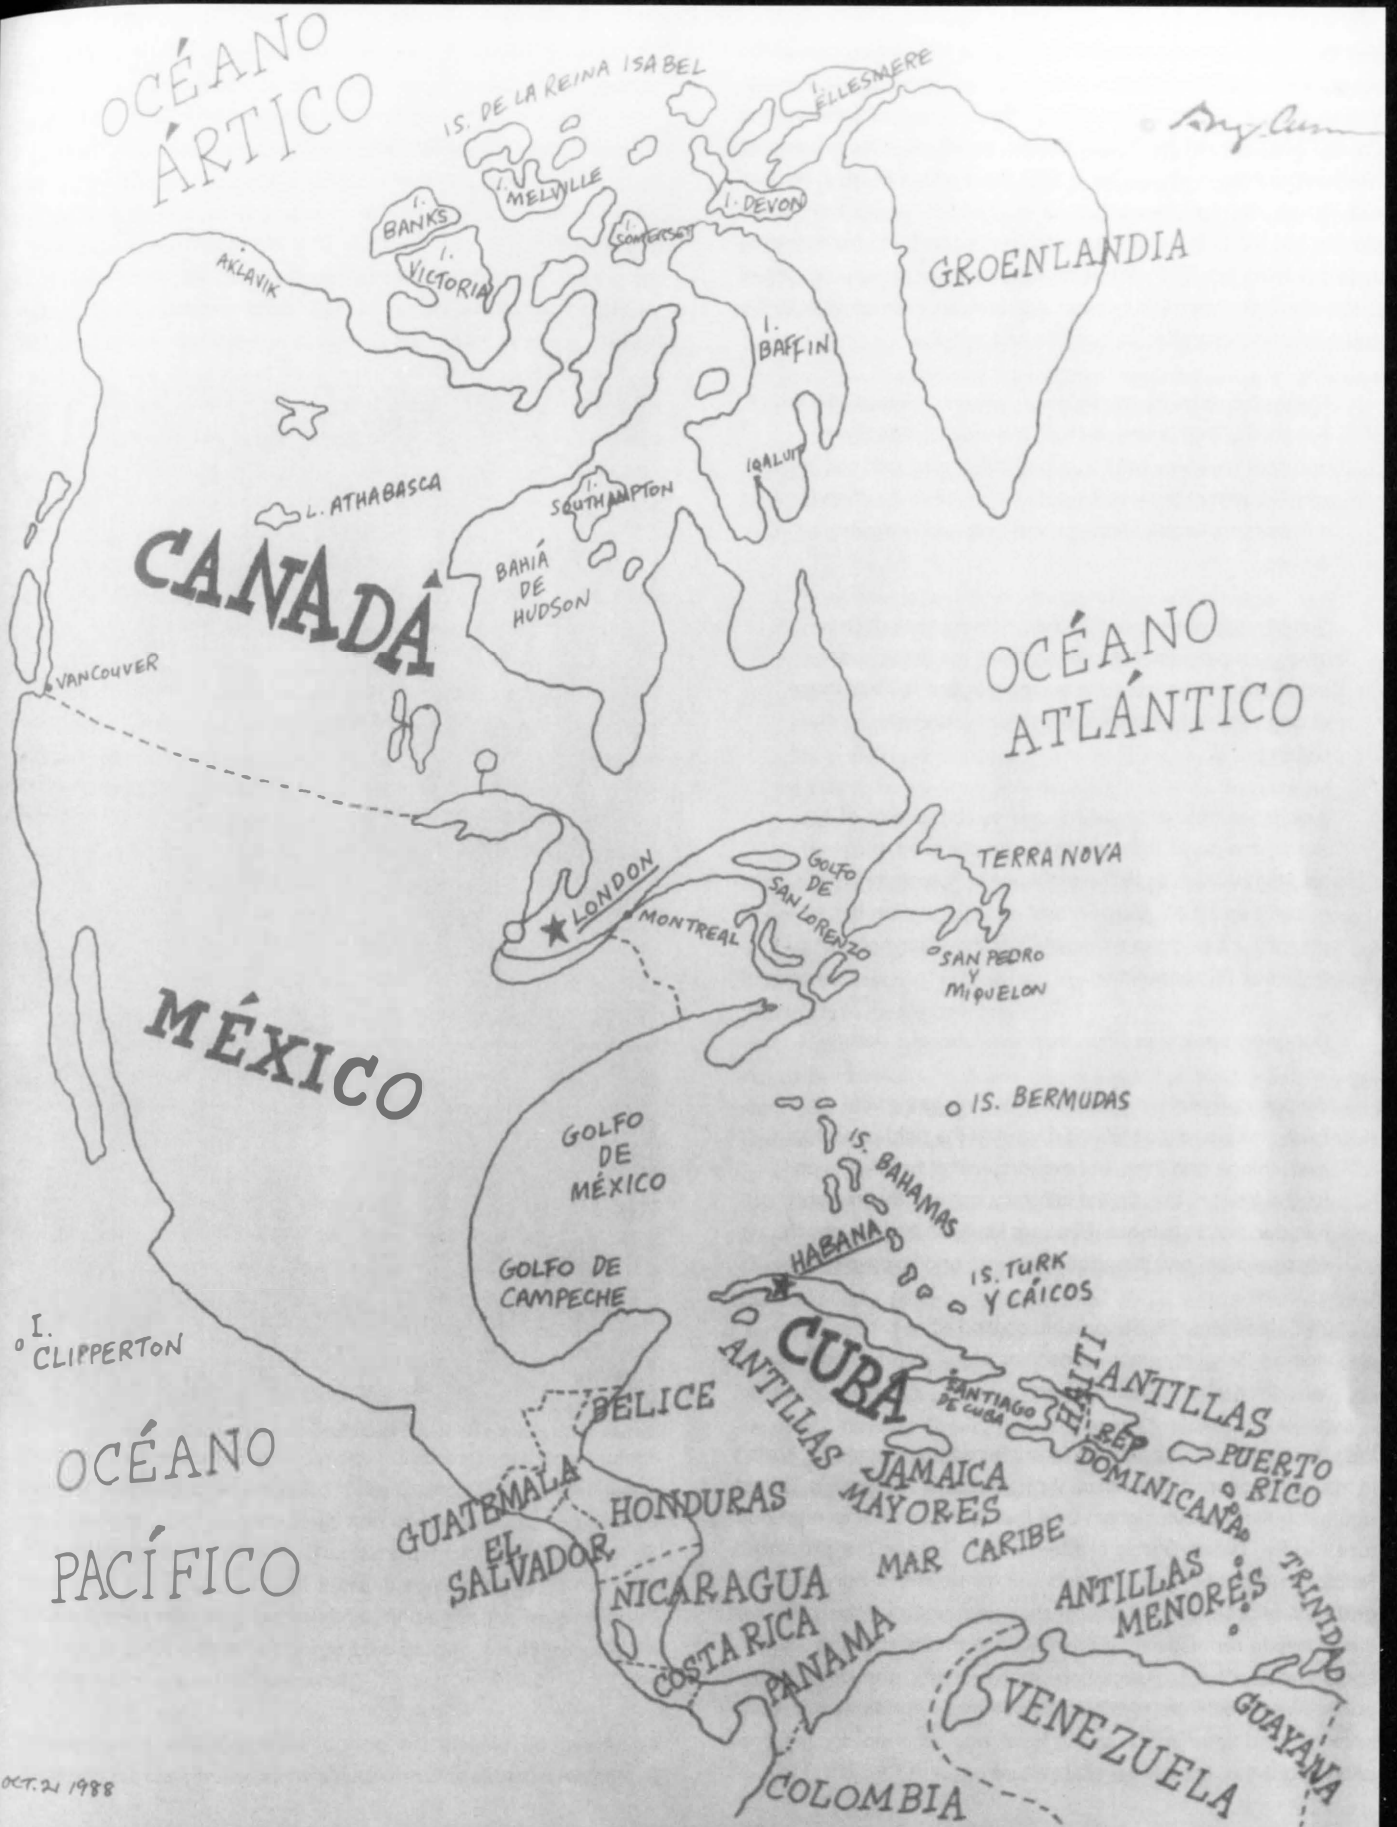 OCÉANO
ÁRTICO
IS. DE LA REINA ISABEL
I. ELLESMERE
I. MELVILLE
I. DEVON
I.
BANKS
I. SOMERSET
I.
VICTORIA
AKLAVIK
GROENLANDIA
I.
BAFFIN
IQALUIT
L. ATHABASCA
I.
SOUTHAMPTON
CANADÁ
BAHIÁ
DE
HUDSON
VANCOUVER
OCÉANO
ATLÁNTICO
LONDON
MONTREAL
GOLFO
DE
SAN LORENZO
TERRA NOVA
SAN PEDRO
Y
MIQUELON
MÉXICO
GOLFO
DE
MÉXICO
IS. BERMUDAS
IS. BAHAMAS
HABANA
IS. TURK
Y CÁICOS
GOLFO DE
CAMPECHE
I.
CLIPPERTON
CUBA
SANTIAGO
DE CUBA
HAITI
ANTILLAS
MAYORES
ANTILLAS
REP
DOMINICANA
PUERTO
RICO
JAMAICA
BELICE
OCÉANO
PACÍFICO
GUATEMALA
EL
SALVADOR
HONDURAS
NICARAGUA
COSTA RICA
PANAMA
MAR CARIBE
ANTILLAS
MENORES
TRINIDAD
VENEZUELA
GUAYANA
COLOMBIA
OCT. 21 1988